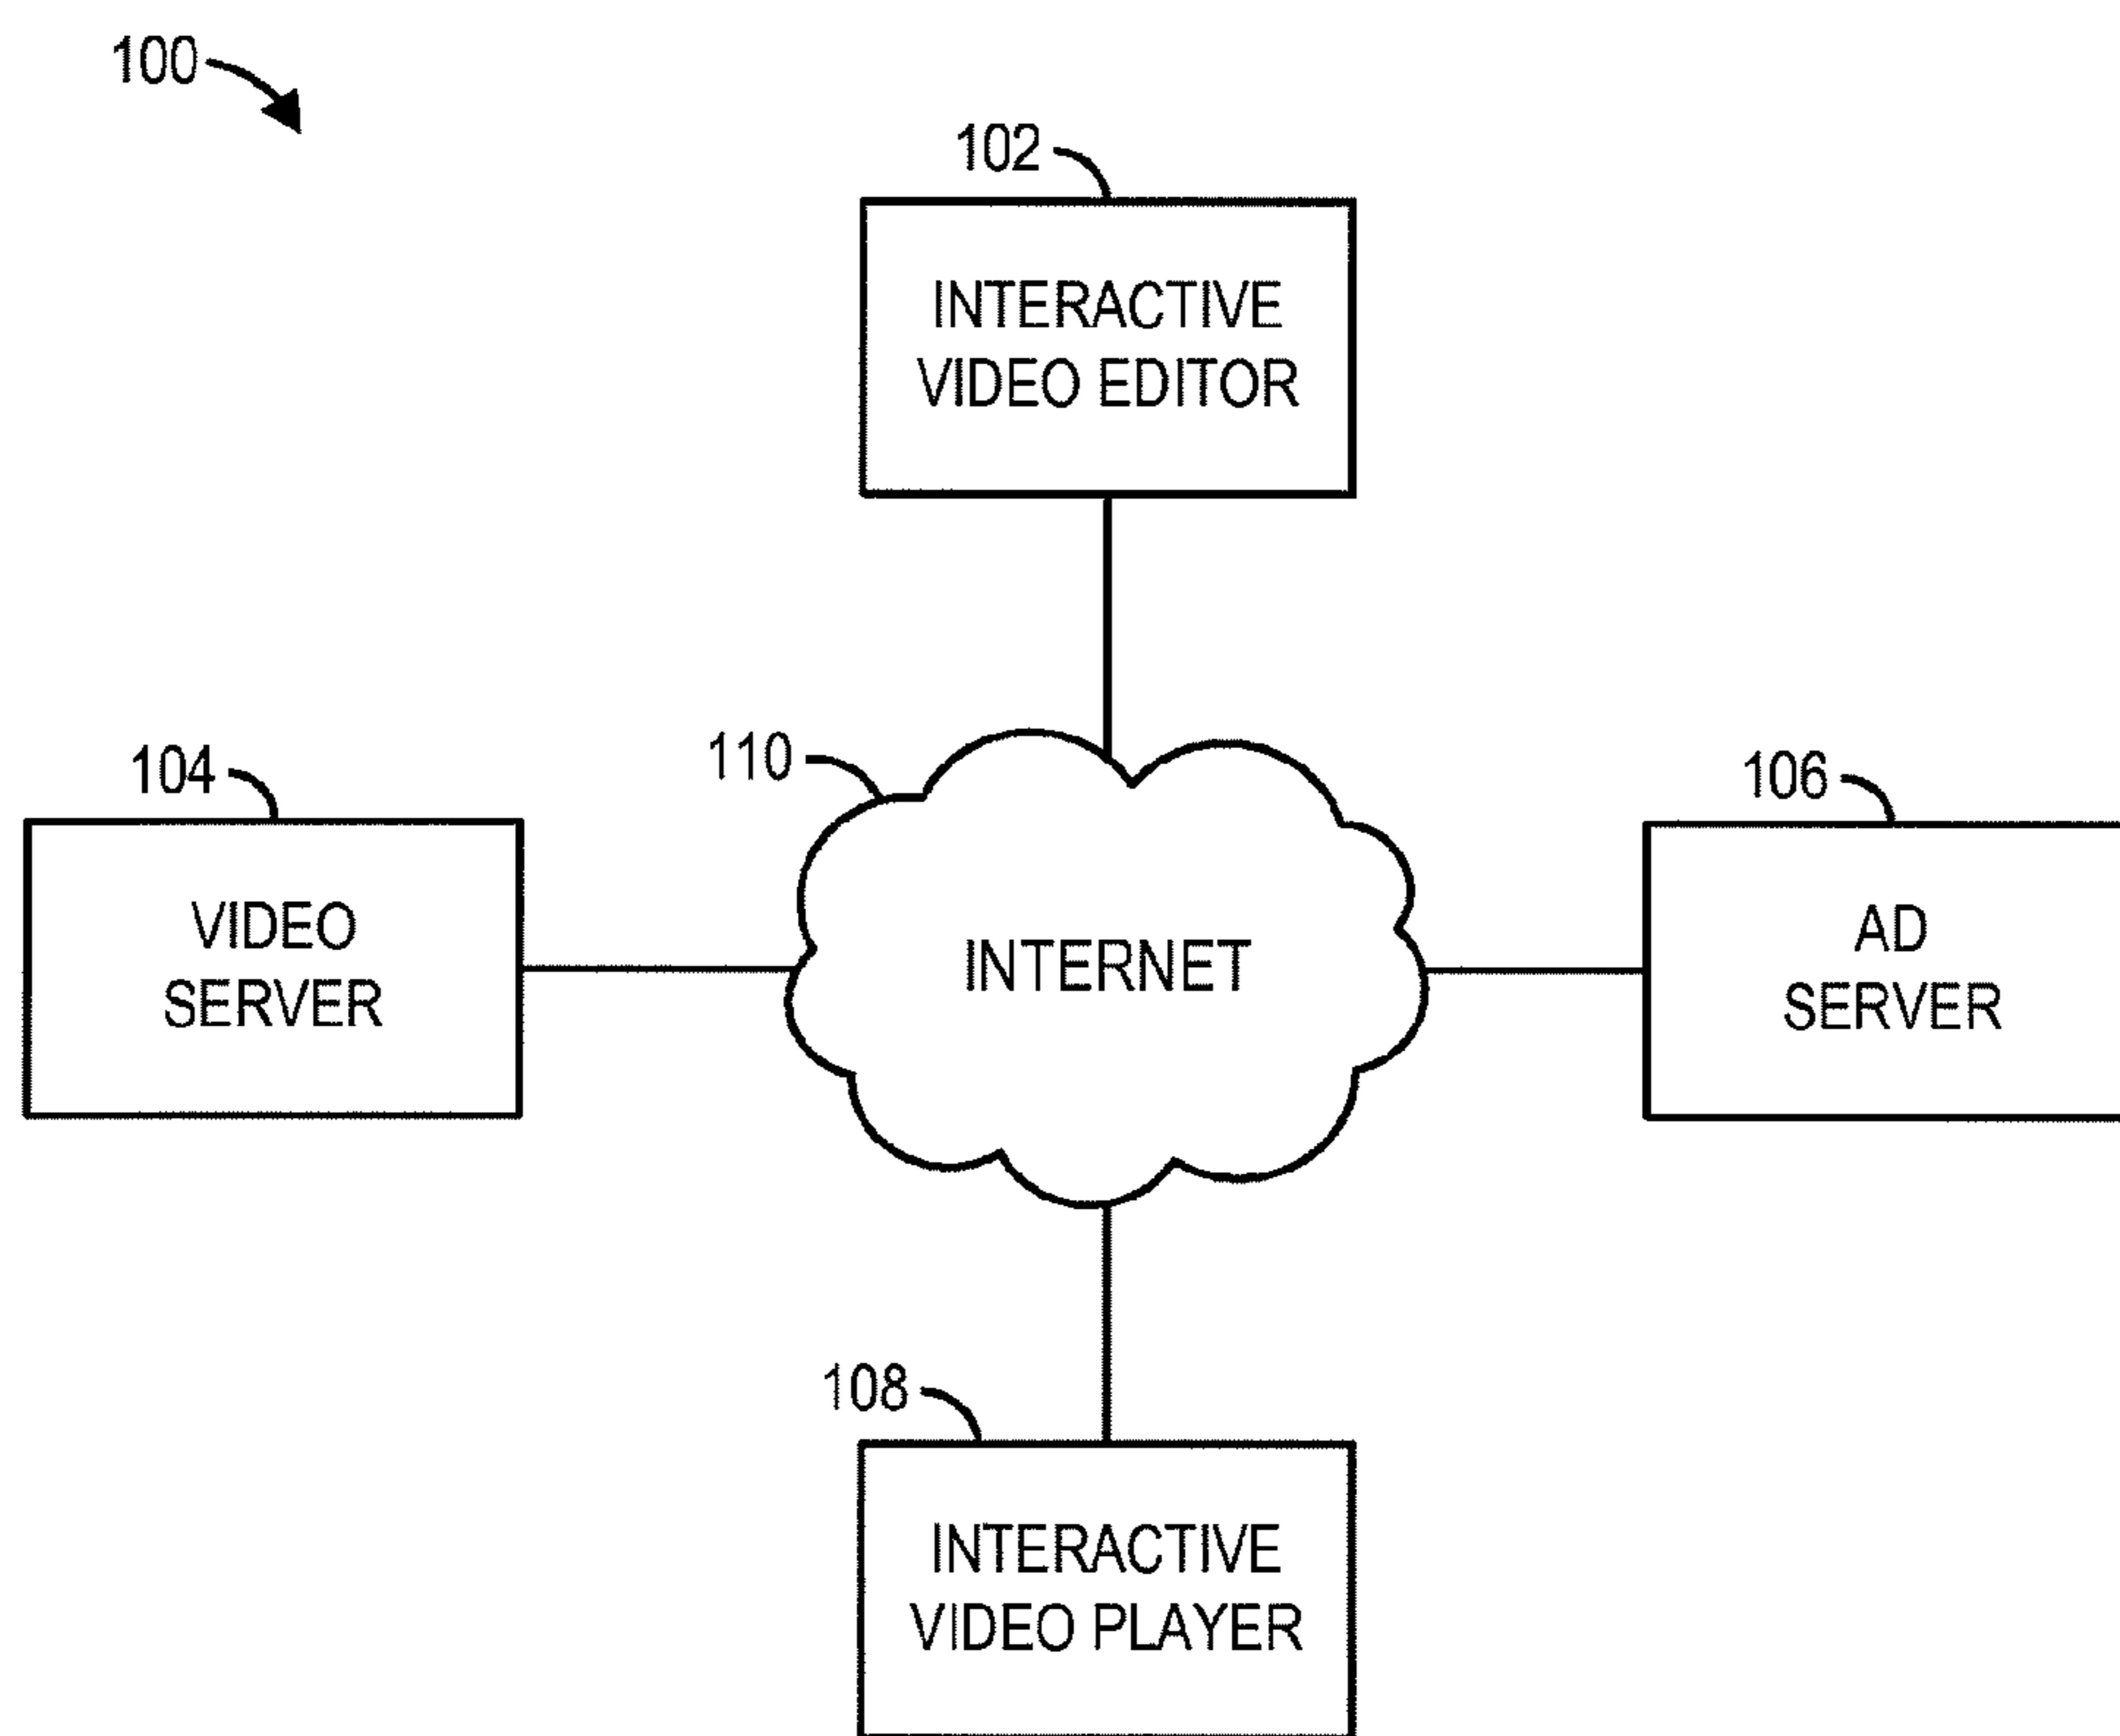 100
102
INTERACTIVE
VIDEO EDITOR
110
104
106
VIDEO
SERVER
INTERNET
AD
SERVER
108
INTERACTIVE
VIDEO PLAYER